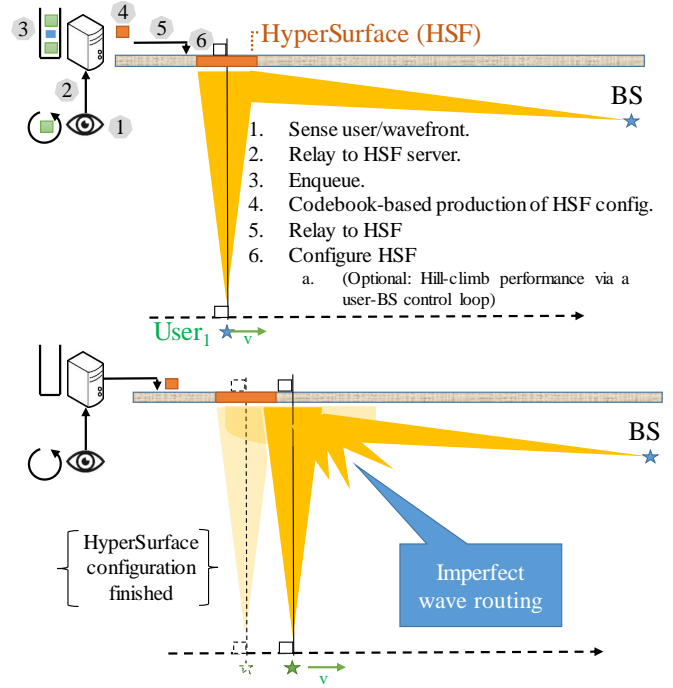 3
4
5
6
HyperSurface (HSF)
2
1
BS
1. Sense user/wavefront.
2. Relay to HSF server.
3. Enqueue.
4. Codebook-based production of HSF config.
5. Relay to HSF
6. Configure HSF
a. (Optional: Hill-climb performance via a
user-BS control loop)
User1
v
BS
HyperSurface
configuration
finished
Imperfect
wave routing
v